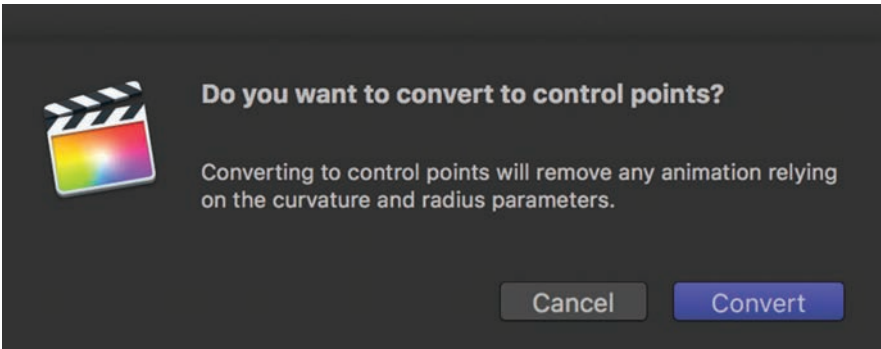 Do you want to convert to control points?
Converting to control points will remove any animation relying
on the curvature and radius parameters.
Cancel
Convert